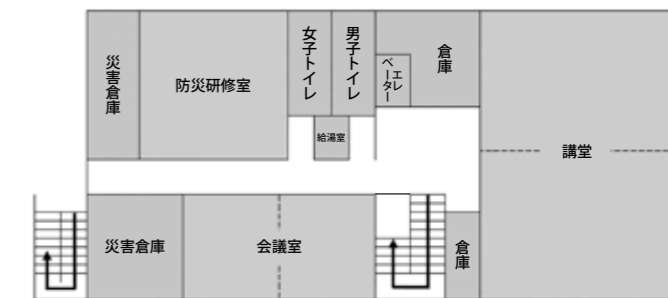 災害倉庫
防災研修室
女子トイレ
男子トイレ
エレ
ベーター
倉庫
給湯室
講堂
災害倉庫
会議室
倉庫